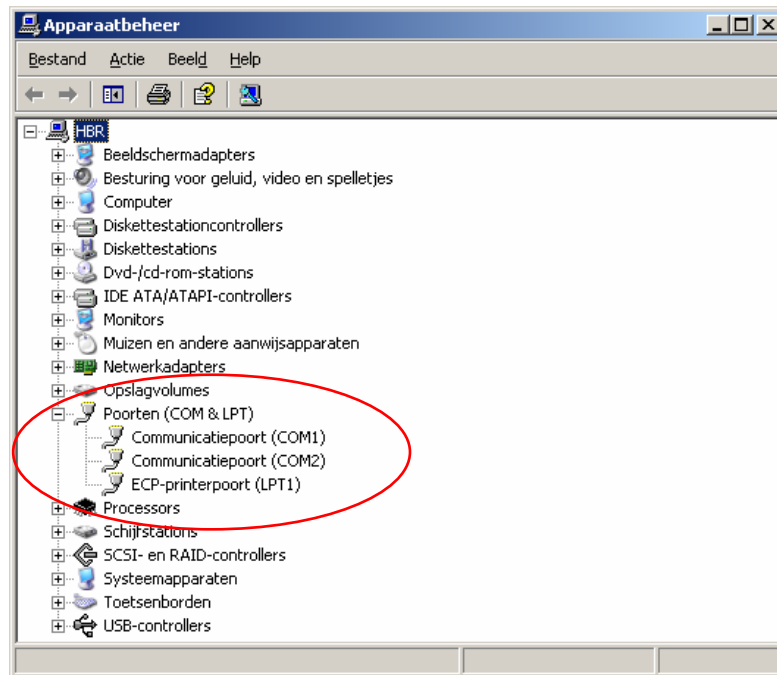 Apparaatbeheer
Bestand Actie Beeld Help
HBR
Beeldschermadapters
Besturing voor geluid, video en spelletjes
Computer
Diskettestationcontrollers
Diskettestations
Dvd-/cd-rom-stations
IDE ATA/ATAPI-controllers
Monitors
Muizen en andere aanwijsapparaten
Netwerkadapters
Opslagvolumes
Poorten (COM & LPT)
Communicatiepoort (COM1)
Communicatiepoort (COM2)
ECP-printerpoort (LPT1)
Processors
Schijfstations
SCSI- en RAID-controllers
Systeemapparaten
Toetsenborden
USB-controllers